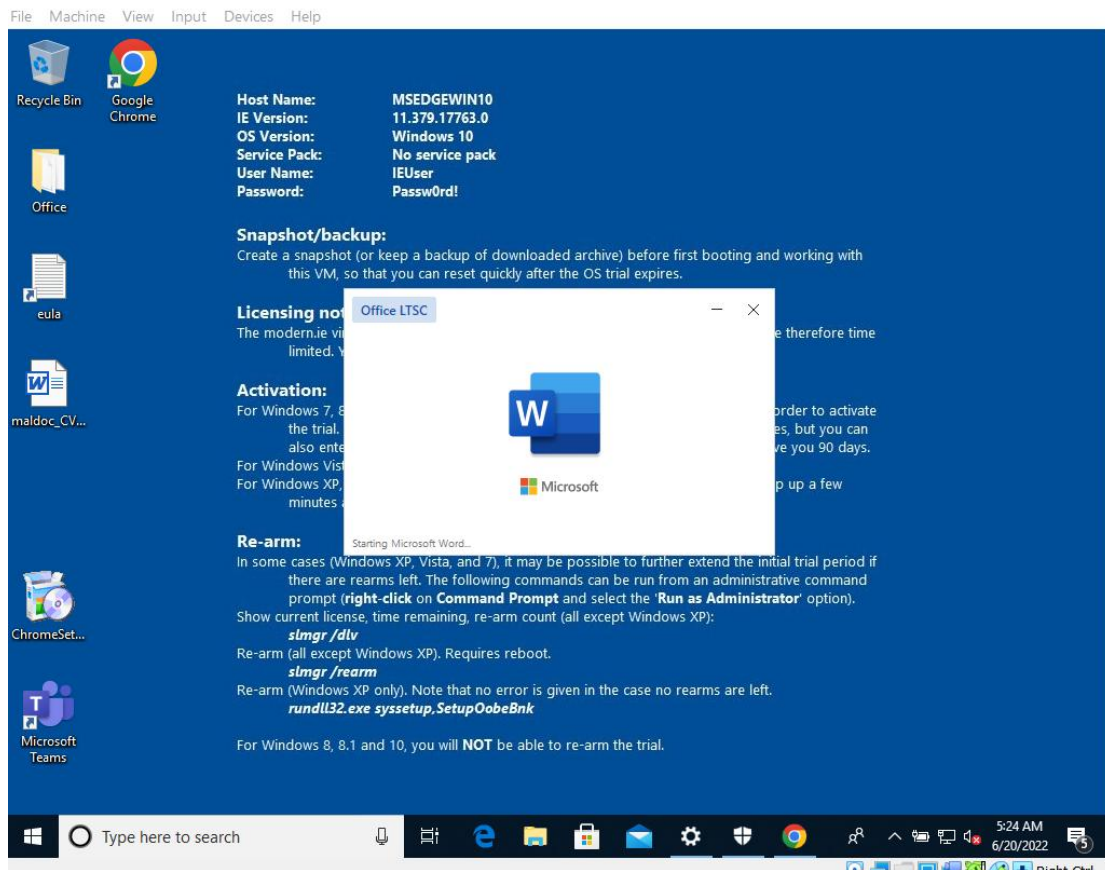 File Machine View Input Devices Help
Recycle Bin
Google
Chrome
Office
eula
maldoc_CV...
ChromeSet...
Microsoft
Teams
Host Name: MSEDGEWIN10
IE Version: 11.379.17763.0
OS Version: Windows 10
Service Pack: No service pack
User Name: IEUser
Password: Passw0rd!
Snapshot/backup:
Create a snapshot (or keep a backup of downloaded archive) before first booting and working with
this VM, so that you can reset quickly after the OS trial expires.
Licensing not
The modern.ie vi e therefore time
limited. Y
Activation:
For Windows 7, 8 order to activate
the trial. es, but you can
also ente ve you 90 days.
For Windows Vist
For Windows XP, p up a few
minutes a
Office LTSC
W
Microsoft
Starting Microsoft Word...
Re-arm:
In some cases (Windows XP, Vista, and 7), it may be possible to further extend the initial trial period if
there are rearms left. The following commands can be run from an administrative command
prompt (right-click on Command Prompt and select the 'Run as Administrator' option).
Show current license, time remaining, re-arm count (all except Windows XP):
slmgr /dlv
Re-arm (all except Windows XP). Requires reboot.
slmgr /rearm
Re-arm (Windows XP only). Note that no error is given in the case no rearms are left.
rundll32.exe syssetup,SetupOobeBnk
For Windows 8, 8.1 and 10, you will NOT be able to re-arm the trial.
Type here to search
5:24 AM
6/20/2022
5
Right Ctrl